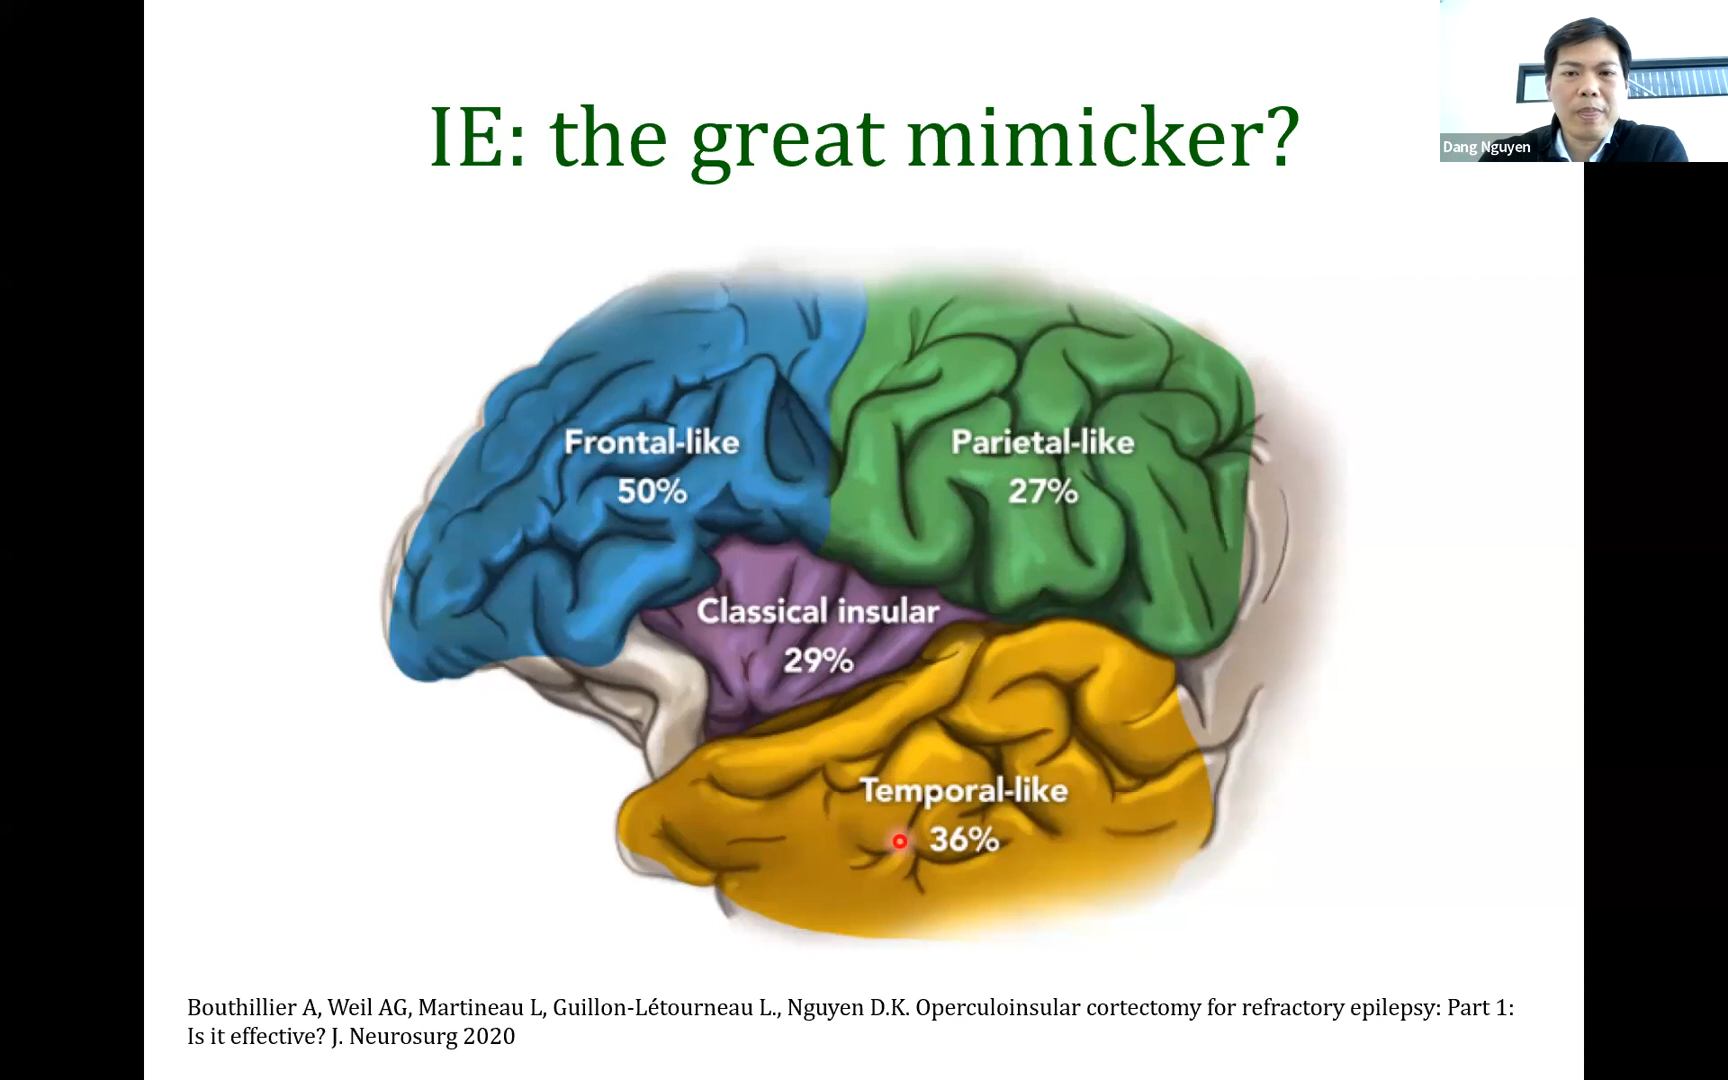 IE: the great mimicker?
Dang Nguyen
Frontal-like
50%
Parietal-like
27%
Classical insular
29%
Temporal-like
36%
Bouthillier A, Weil AG, Martineau L, Guillon-Létourneau L., Nguyen D.K. Operculoinsular cortectomy for refractory epilepsy: Part 1:
Is it effective? J. Neurosurg 2020